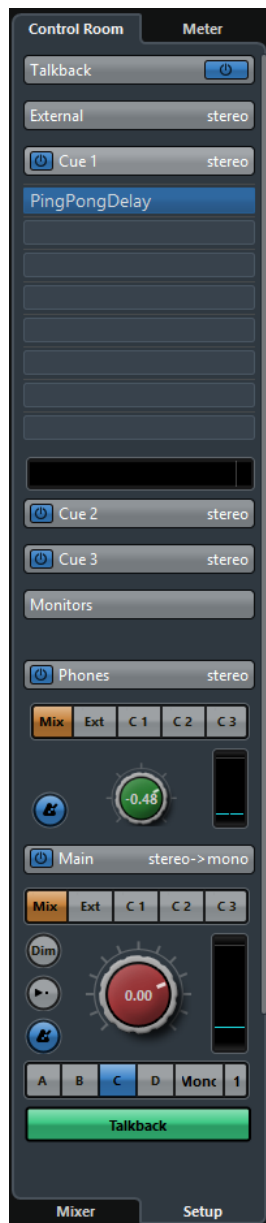 Control Room Meter
Talkback
External stereo
Cue 1 stereo
PingPongDelay
Cue 2 stereo
Cue 3 stereo
Monitors
Phones stereo
Mix Ext C 1 C 2 C 3
-0.48
Main stereo->mono
Mix Ext C 1 C 2 C 3
Dim
0.00
A B C D Monc 1
Talkback
Mixer Setup